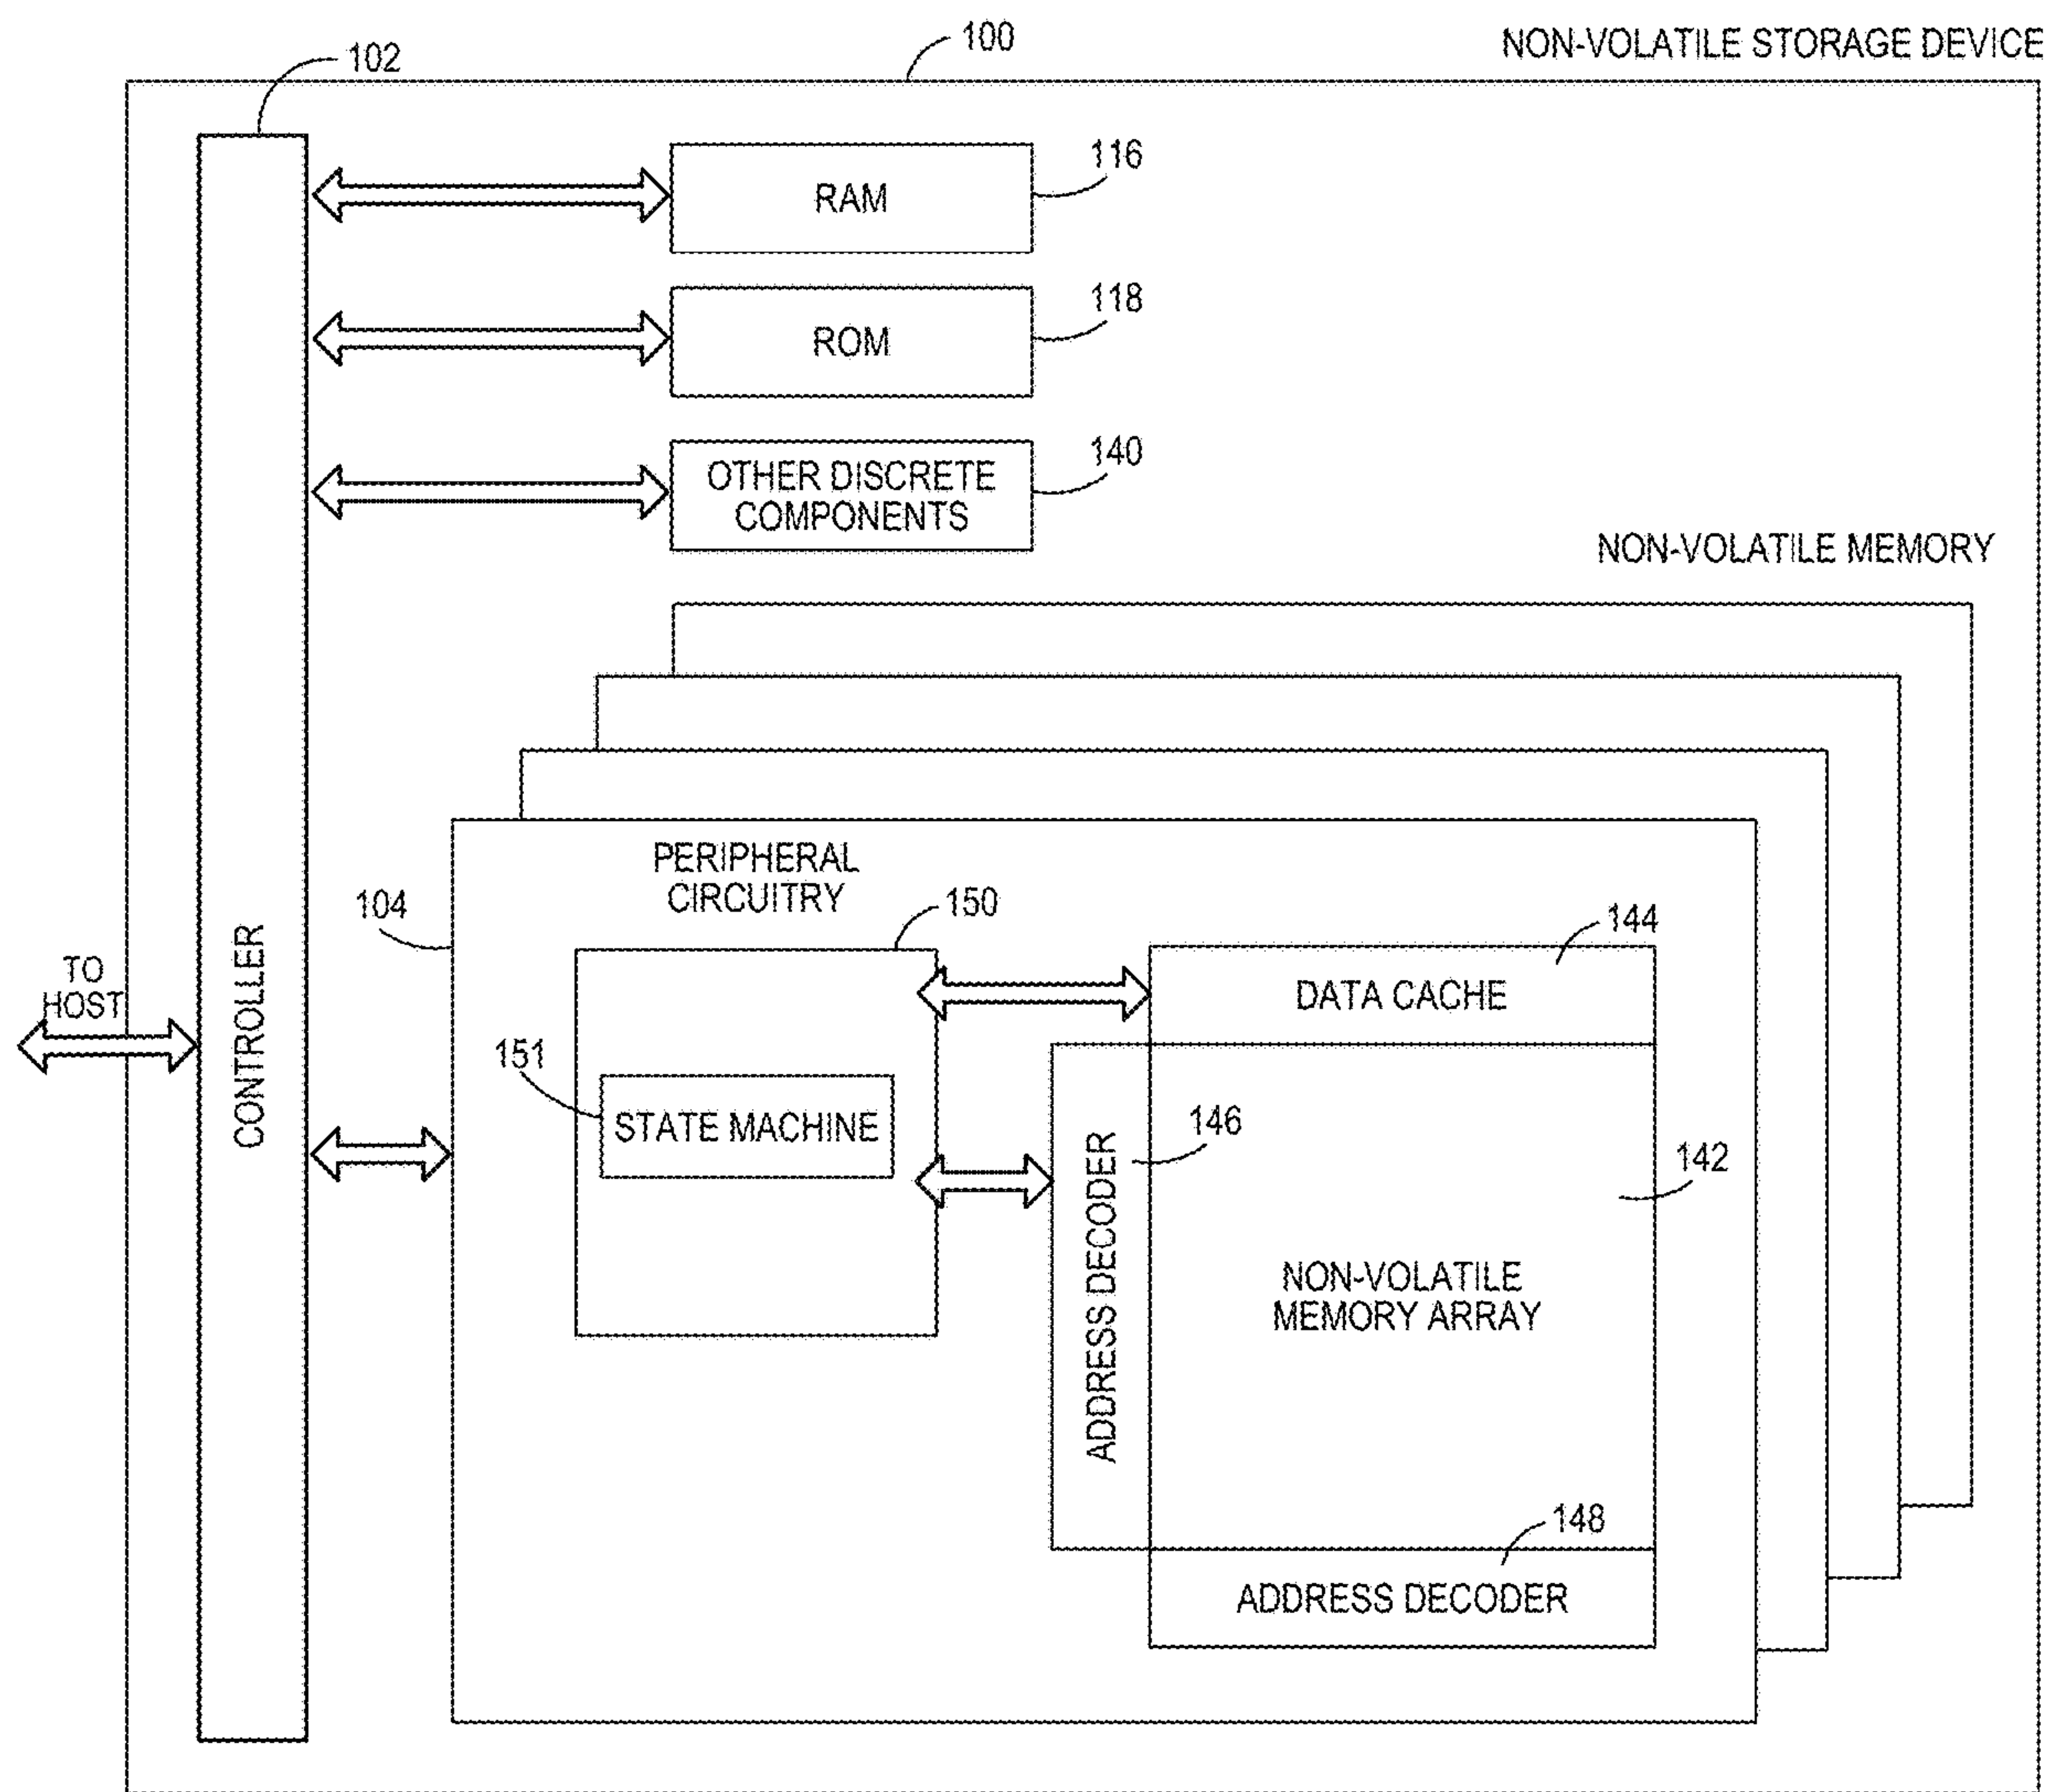 100
NON-VOLATILE STORAGE DEVICE
102
116
RAM
118
ROM
140
OTHER DISCRETE
COMPONENTS
NON-VOLATILE MEMORY
PERIPHERAL
CIRCUITRY
104
150
144
TO
HOST
CONTROLLER
DATA CACHE
151
STATE MACHINE
146
ADDRESS DECODER
142
NON-VOLATILE
MEMORY ARRAY
148
ADDRESS DECODER